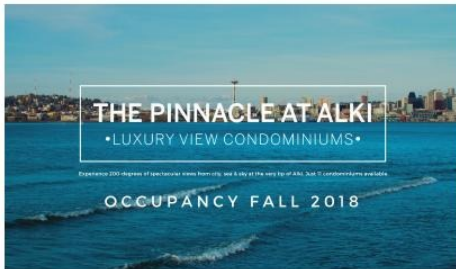 THE PINNACLE AT ALKI
•LUXURY VIEW CONDOMINIUMS•
Experience 200-degrees of spectacular views from city, sea & sky at the very tip of Alki. Just 11 condominiums available.
OCCUPANCY FALL 2018